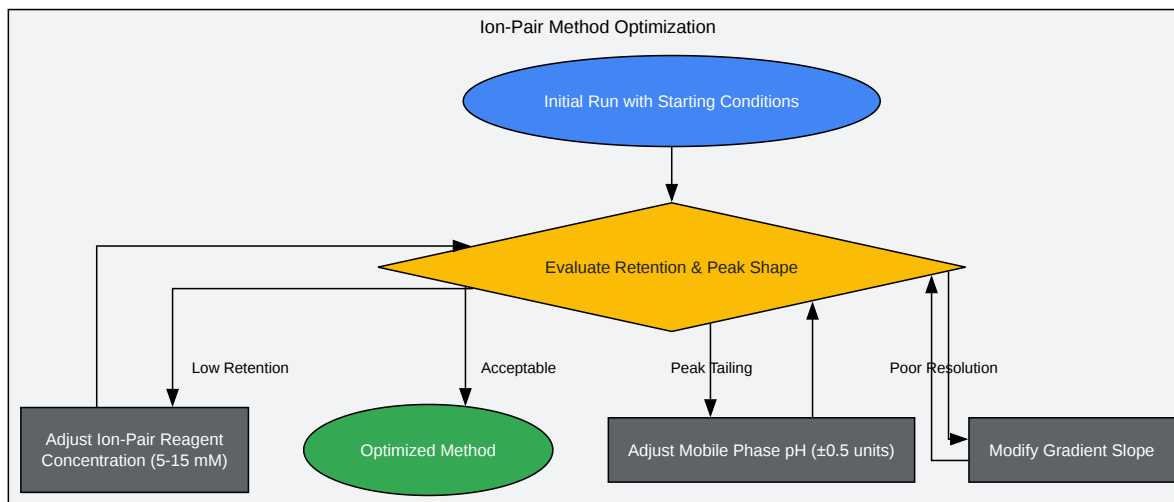 Ion-Pair Method Optimization
Initial Run with Starting Conditions
Evaluate Retention & Peak Shape
Low Retention
Acceptable
Peak Tailing
Poor Resolution
Adjust Ion-Pair Reagent
Concentration (5-15 mM)
Optimized Method
Adjust Mobile Phase pH (±0.5 units)
Modify Gradient Slope